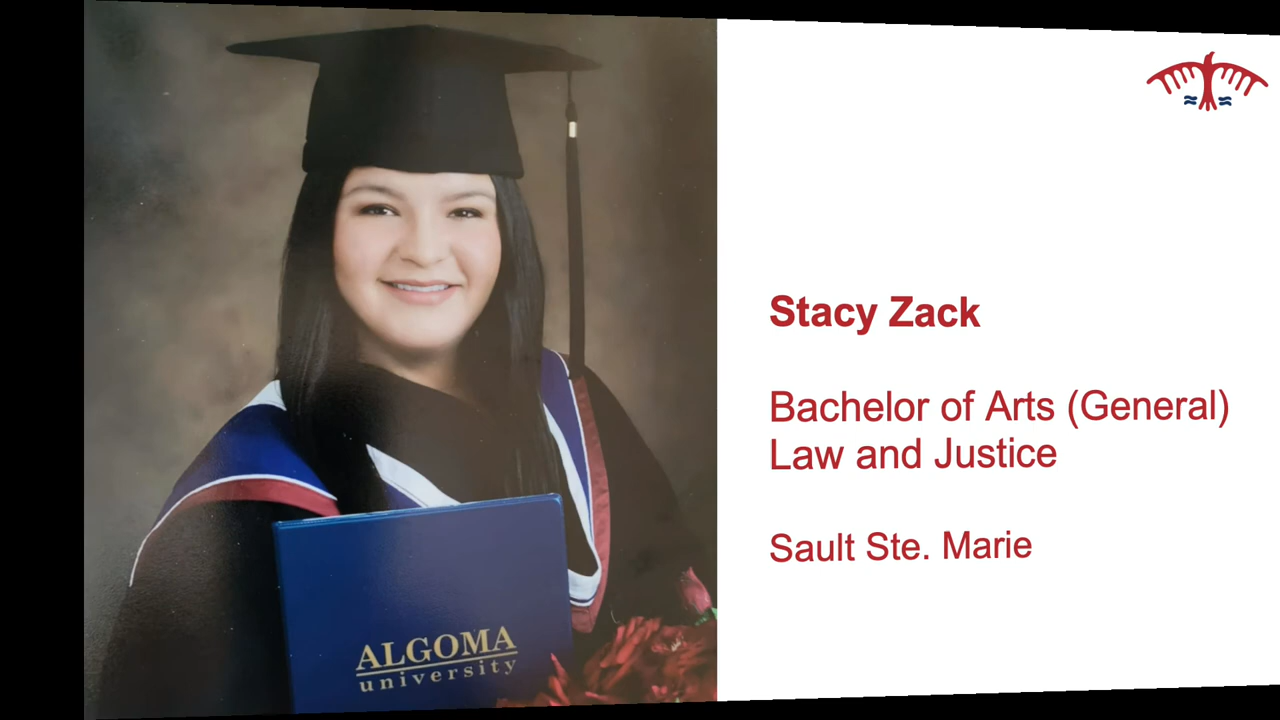 Stacy Zack
Bachelor of Arts (General)
Law and Justice
Sault Ste. Marie
ALGOMA
university